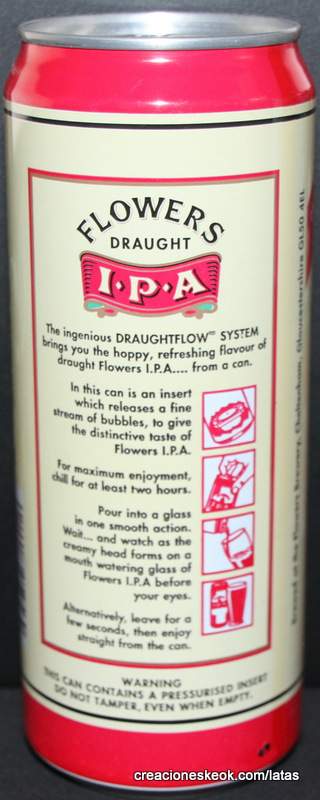 FLOWERS
DRAUGHT
I·P·A
The ingenious DRAUGHTFLOW™ SYSTEM
brings you the hoppy, refreshing flavour of
draught Flowers I.P.A.... from a can.
In this can is an insert
which releases a fine
stream of bubbles, to give
the distinctive taste of
Flowers I.P.A.
For maximum enjoyment,
chill for at least two hours.
Pour into a glass
in one smooth action.
Wait... and watch as the
creamy head forms on a
mouth watering glass of
Flowers I.P.A before
your eyes.
Alternatively, leave for a
few seconds, then enjoy
straight from the can.
WARNING
THIS CAN CONTAINS A PRESSURISED INSERT
DO NOT TAMPER, EVEN WHEN EMPTY.
Brewed at the Flowers Brewery, Cheltenham, Gloucestershire GL50 4EL
creacioneskeok.com/latas